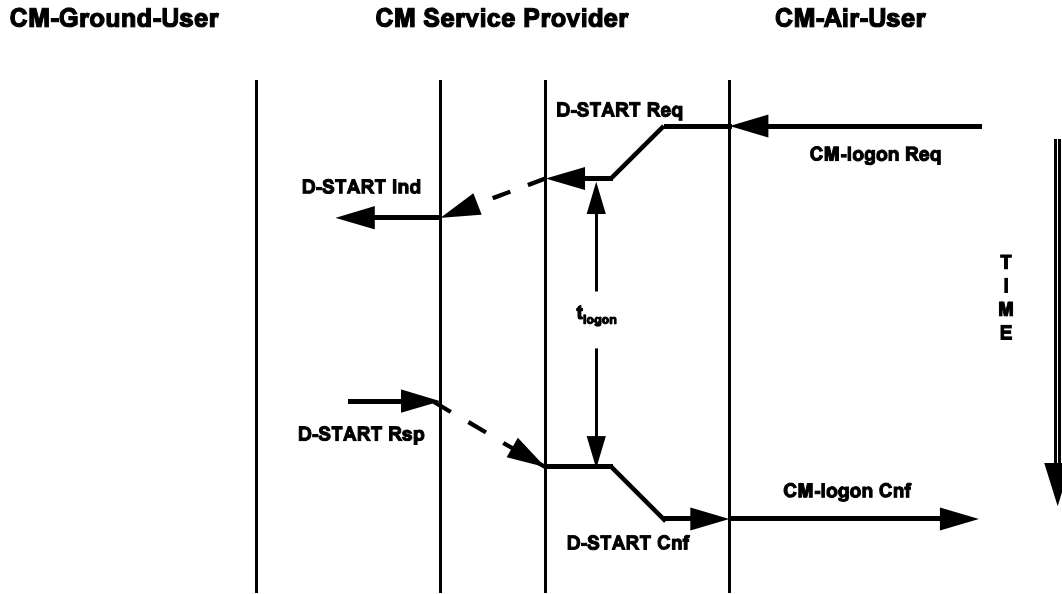 CM-Ground-User
CM Service Provider
CM-Air-User
D-START Req
CM-logon Req
D-START Ind
T
I
M
E
tlogon
D-START Rsp
CM-logon Cnf
D-START Cnf